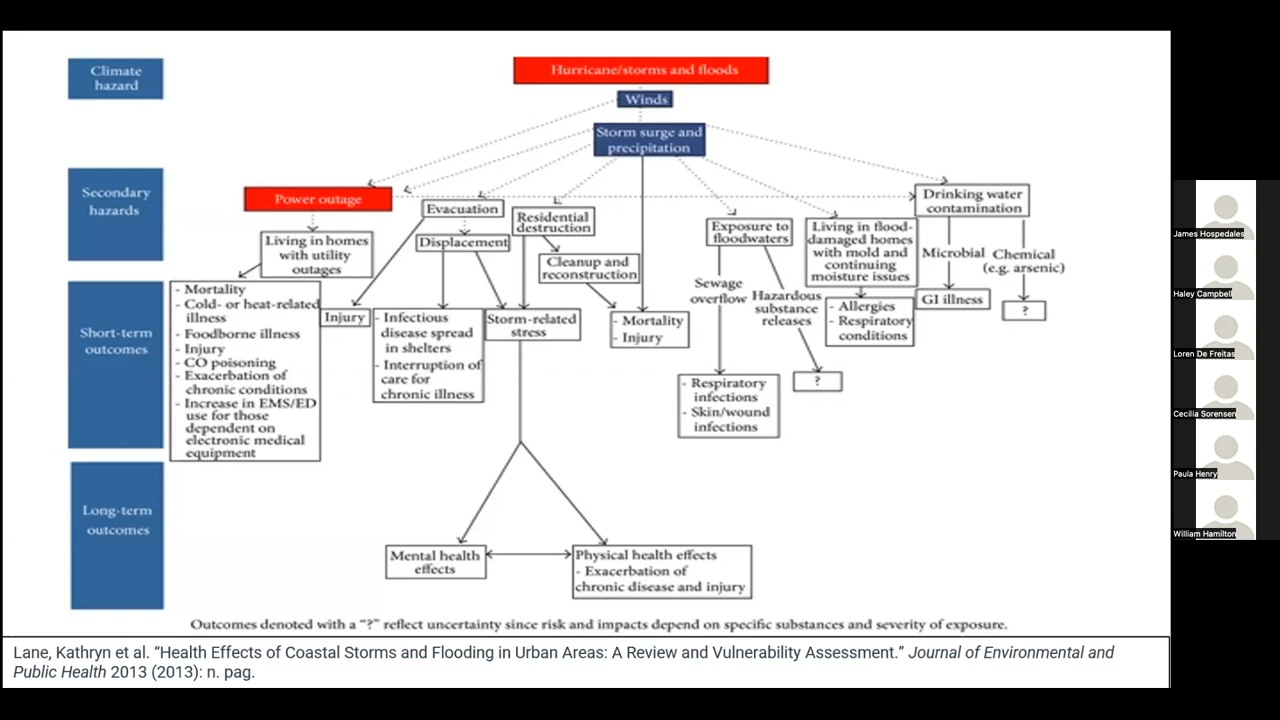 Climate
hazard
Hurricane/storms and floods
Winds
Storm surge and
precipitation
Secondary
hazards
Power outage
Evacuation
Residential
destruction
Drinking water
contamination
Living in homes
with utility
outages
Displacement
Cleanup and
reconstruction
Exposure to
floodwaters
Living in flood-
damaged homes
with mold and
continuing
moisture issues
Microbial
Chemical
(e.g. arsenic)
Sewage
overflow
Hazardous
substance
releases
Short-term
outcomes
- Mortality
- Cold- or heat-related
illness
- Foodborne illness
- Injury
- CO poisoning
- Exacerbation of
chronic conditions
- Increase in EMS/ED
use for those
dependent on
electronic medical
equipment
Injury
- Infectious
disease spread
in shelters
- Interruption of
care for
chronic illness
Storm-related
stress
- Mortality
- Injury
- Respiratory
infections
- Skin/wound
infections
?
- Allergies
- Respiratory
conditions
GI illness
?
Long-term
outcomes
Mental health
effects
Physical health effects
- Exacerbation of
chronic disease and injury
Outcomes denoted with a “?” reflect uncertainty since risk and impacts depend on specific substances and severity of exposure.
Lane, Kathryn et al. “Health Effects of Coastal Storms and Flooding in Urban Areas: A Review and Vulnerability Assessment.” Journal of Environmental and
Public Health 2013 (2013): n. pag.
James Hospedales
Haley Campbell
Loren De Freitas
Cecilia Sorensen
Paula Henry
William Hamilton